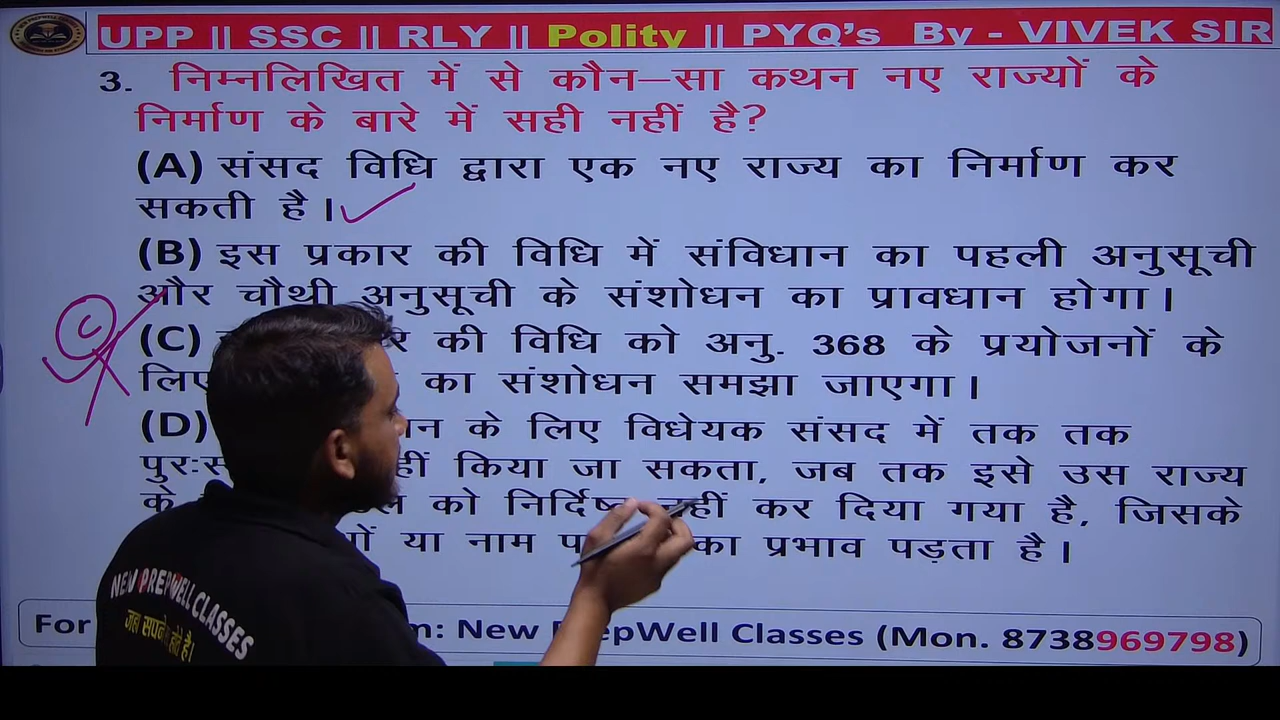 UPP || SSC || RLY || Polity || PYQ's By - VIVEK SIR
3. निम्नलिखित में से कौन–सा कथन नए राज्यों के
निर्माण के बारे में सही नहीं है?
(A) संसद विधि द्वारा एक नए राज्य का निर्माण कर
सकती है।
(B) इस प्रकार की विधि में संविधान का पहली अनुसूची
और चौथी अनुसूची के संशोधन का प्रावधान होगा।
(C) की विधि को अनु. 368 के प्रयोजनों के
लिए का संशोधन समझा जाएगा।
(D) के लिए विधेयक संसद में तक तक
किया जा सकता, जब तक इसे उस राज्य
के को नहीं कर दिया गया है, जिसके
या नाम का प्रभाव पड़ता है।
C
NEW PREPWELL CLASSES
जहां सपने होते है।
For New PrepWell Classes (Mon. 8738969798)